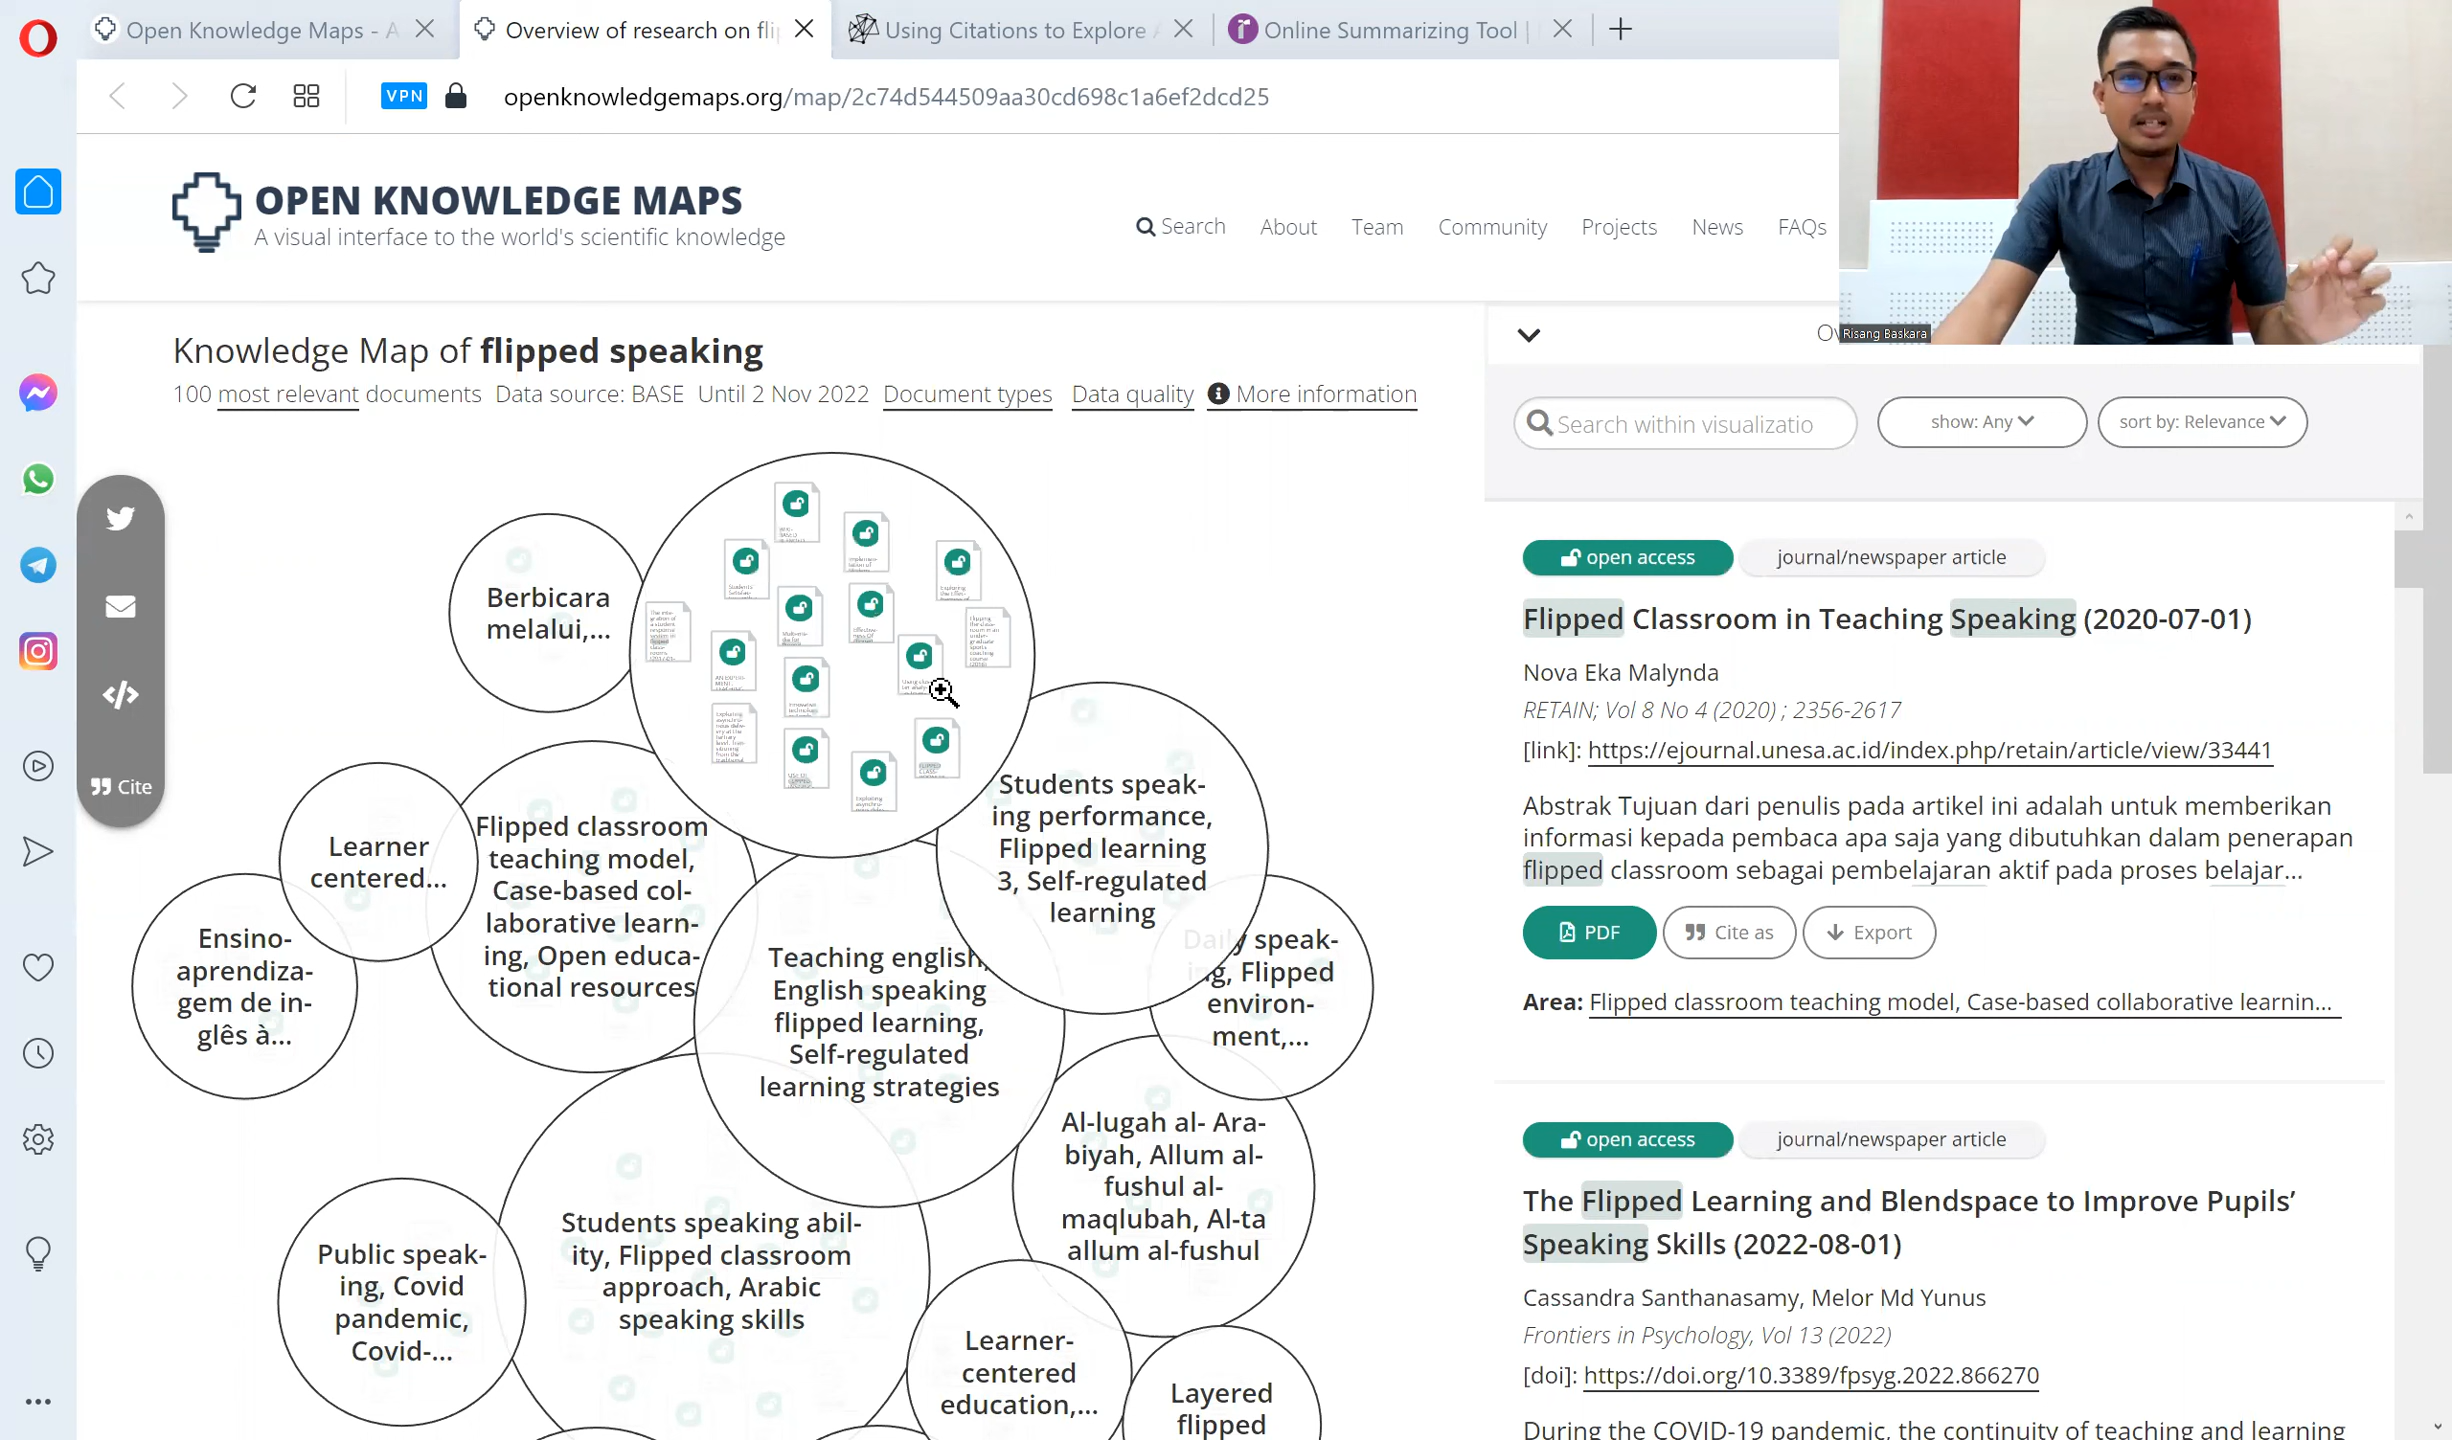 Open Knowledge Maps - A
Overview of research on fli
Using Citations to Explore
Online Summarizing Tool |
VPN
openknowledgemaps.org/map/2c74d544509aa30cd698c1a6ef2dcd25
OPEN KNOWLEDGE MAPS
A visual interface to the world's scientific knowledge
Search
About
Team
Community
Projects
News
FAQs
Risang Baskara
Knowledge Map of flipped speaking
100 most relevant documents Data source: BASE Until 2 Nov 2022 Document types Data quality More information
Search within visualizatio
show: Any
sort by: Relevance
Cite
Berbicara
melalui,...
Learner
centered...
Ensino-
aprendiza-
gem de in-
glês à...
Flipped classroom
teaching model,
Case-based col-
laborative learn-
ing, Open educa-
tional resources
Students speak-
ing performance,
Flipped learning
3, Self-regulated
learning
Teaching english,
English speaking
flipped learning,
Self-regulated
learning strategies
Daily speak-
ing, Flipped
environ-
ment,...
Al-lugah al- Ara-
biyah, Allum al-
fushul al-
maqlubah, Al-ta
allum al-fushul
Public speak-
ing, Covid
pandemic,
Covid-...
Students speaking abil-
ity, Flipped classroom
approach, Arabic
speaking skills
Learner-
centered
education,...
Layered
flipped
open access
journal/newspaper article
Flipped Classroom in Teaching Speaking (2020-07-01)
Nova Eka Malynda
RETAIN; Vol 8 No 4 (2020) ; 2356-2617
[link]: https://ejournal.unesa.ac.id/index.php/retain/article/view/33441
Abstrak Tujuan dari penulis pada artikel ini adalah untuk memberikan
informasi kepada pembaca apa saja yang dibutuhkan dalam penerapan
flipped classroom sebagai pembelajaran aktif pada proses belajar...
PDF
Cite as
Export
Area: Flipped classroom teaching model, Case-based collaborative learnin...
open access
journal/newspaper article
The Flipped Learning and Blendspace to Improve Pupils’
Speaking Skills (2022-08-01)
Cassandra Santhanasamy, Melor Md Yunus
Frontiers in Psychology, Vol 13 (2022)
[doi]: https://doi.org/10.3389/fpsyg.2022.866270
During the COVID-19 pandemic, the continuity of teaching and learning